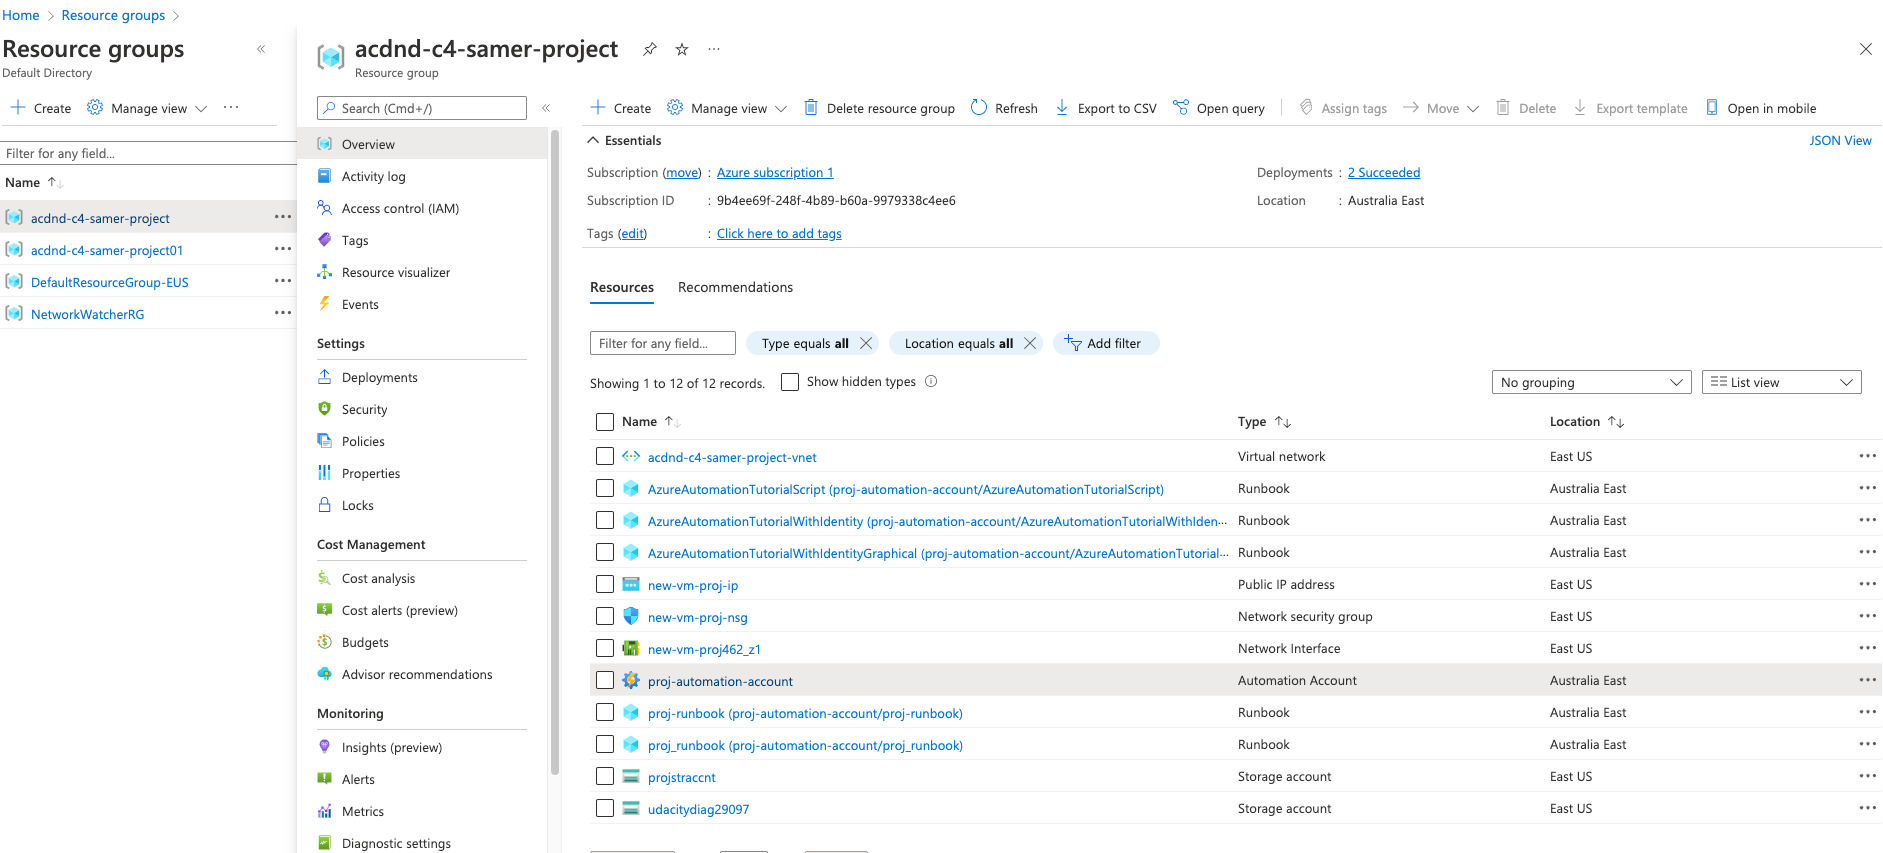 Home > Resource groups >
Resource groups «
Default Directory
+ Create Manage view ···
Filter for any field...
Name ↑↓
acdnd-c4-samer-project ···
acdnd-c4-samer-project01 ···
DefaultResourceGroup-EUS ···
NetworkWatcherRG ···
acdnd-c4-samer-project ···
Resource group
Search (Cmd+/) «
Overview
Activity log
Access control (IAM)
Tags
Resource visualizer
Events
Settings
Deployments
Security
Policies
Properties
Locks
Cost Management
Cost analysis
Cost alerts (preview)
Budgets
Advisor recommendations
Monitoring
Insights (preview)
Alerts
Metrics
Diagnostic settings
+ Create Manage view Delete resource group Refresh Export to CSV Open query Assign tags Move Delete Export template Open in mobile
Essentials JSON View
Subscription (move) : Azure subscription 1 Deployments : 2 Succeeded
Subscription ID : 9b4ee69f-248f-4b89-b60a-9979338c4ee6 Location : Australia East
Tags (edit) : Click here to add tags
Resources Recommendations
Filter for any field... Type equals all Location equals all Add filter
Showing 1 to 12 of 12 records. Show hidden types No grouping List view
Name ↑↓ Type ↑↓ Location ↑↓
acdnd-c4-samer-project-vnet Virtual network East US ···
AzureAutomationTutorialScript (proj-automation-account/AzureAutomationTutorialScript) Runbook Australia East ···
AzureAutomationTutorialWithIdentity (proj-automation-account/AzureAutomationTutorialWithIden··· Runbook Australia East ···
AzureAutomationTutorialWithIdentityGraphical (proj-automation-account/AzureAutomationTutorial··· Runbook Australia East ···
new-vm-proj-ip Public IP address East US ···
new-vm-proj-nsg Network security group East US ···
new-vm-proj462_z1 Network Interface East US ···
proj-automation-account Automation Account Australia East ···
proj-runbook (proj-automation-account/proj-runbook) Runbook Australia East ···
proj_runbook (proj-automation-account/proj_runbook) Runbook Australia East ···
projstraccnt Storage account East US ···
udacitydiag29097 Storage account East US ···